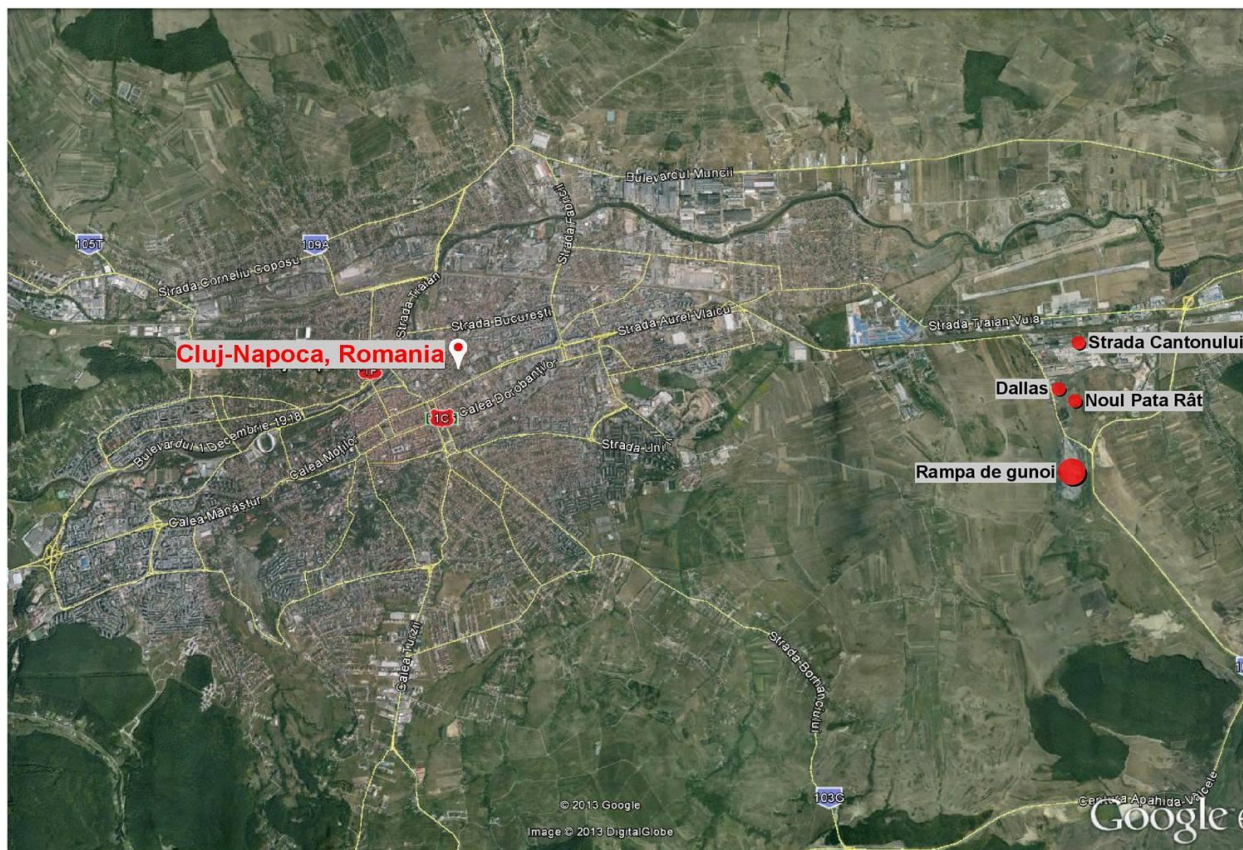 Bulevardul Muncii
Strada Fabricii
105T
109A
Strada Corneliu Coposu
Strada Traian
Strada București
Strada Aurel Vlaicu
Strada Traian Vuia
Strada Cantonului
Cluj-Napoca, Romania
1F
Calea Dorobanților
Dallas
Noul Pata Rât
1C
Bulevardul 1 Decembrie 1918
Calea Moților
Strada Unirii
Rampa de gunoi
Calea Mănăștur
Calea Turzii
Strada Borhanciului
103G
Centura Apahida-Vâlcele
© 2013 Google
Image © 2013 DigitalGlobe
Google e